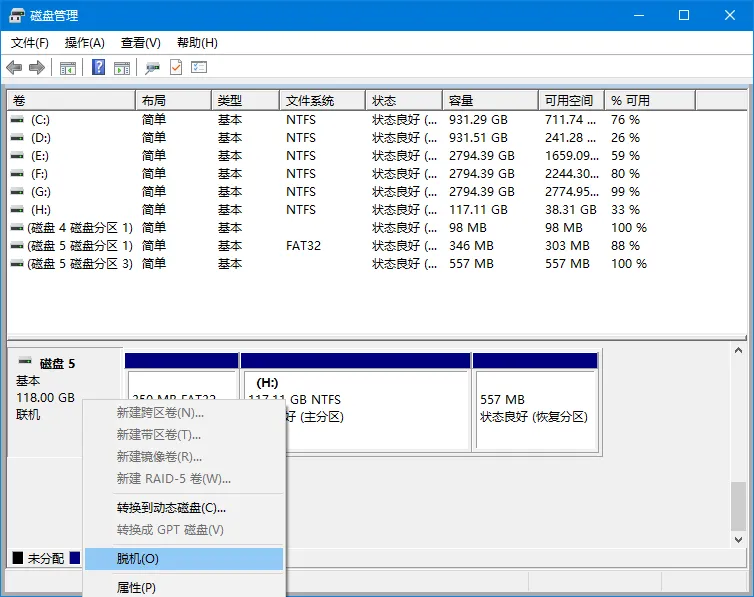 磁盘管理
文件(F) 操作(A) 查看(V) 帮助(H)
卷 布局 类型 文件系统 状态 容量 可用空间 % 可用
(C:) 简单 基本 NTFS 状态良好 (... 931.29 GB 711.74 ... 76 %
(D:) 简单 基本 NTFS 状态良好 (... 931.51 GB 241.28 ... 26 %
(E:) 简单 基本 NTFS 状态良好 (... 2794.39 GB 1659.09... 59 %
(F:) 简单 基本 NTFS 状态良好 (... 2794.39 GB 2244.30... 80 %
(G:) 简单 基本 NTFS 状态良好 (... 2794.39 GB 2774.95... 99 %
(H:) 简单 基本 NTFS 状态良好 (... 117.11 GB 38.31 GB 33 %
(磁盘 4 磁盘分区 1) 简单 基本 状态良好 (... 98 MB 98 MB 100 %
(磁盘 5 磁盘分区 1) 简单 基本 FAT32 状态良好 (... 346 MB 303 MB 88 %
(磁盘 5 磁盘分区 3) 简单 基本 状态良好 (... 557 MB 557 MB 100 %
磁盘 5
基本
118.00 GB
联机
FAT32
(H:)
117.11 GB NTFS
好 (主分区)
557 MB
状态良好 (恢复分区)
新建跨区卷(N)...
新建带区卷(T)...
新建镜像卷(R)...
新建 RAID-5 卷(W)...
转换到动态磁盘(C)...
转换成 GPT 磁盘(V)
脱机(O)
属性(P)
未分配